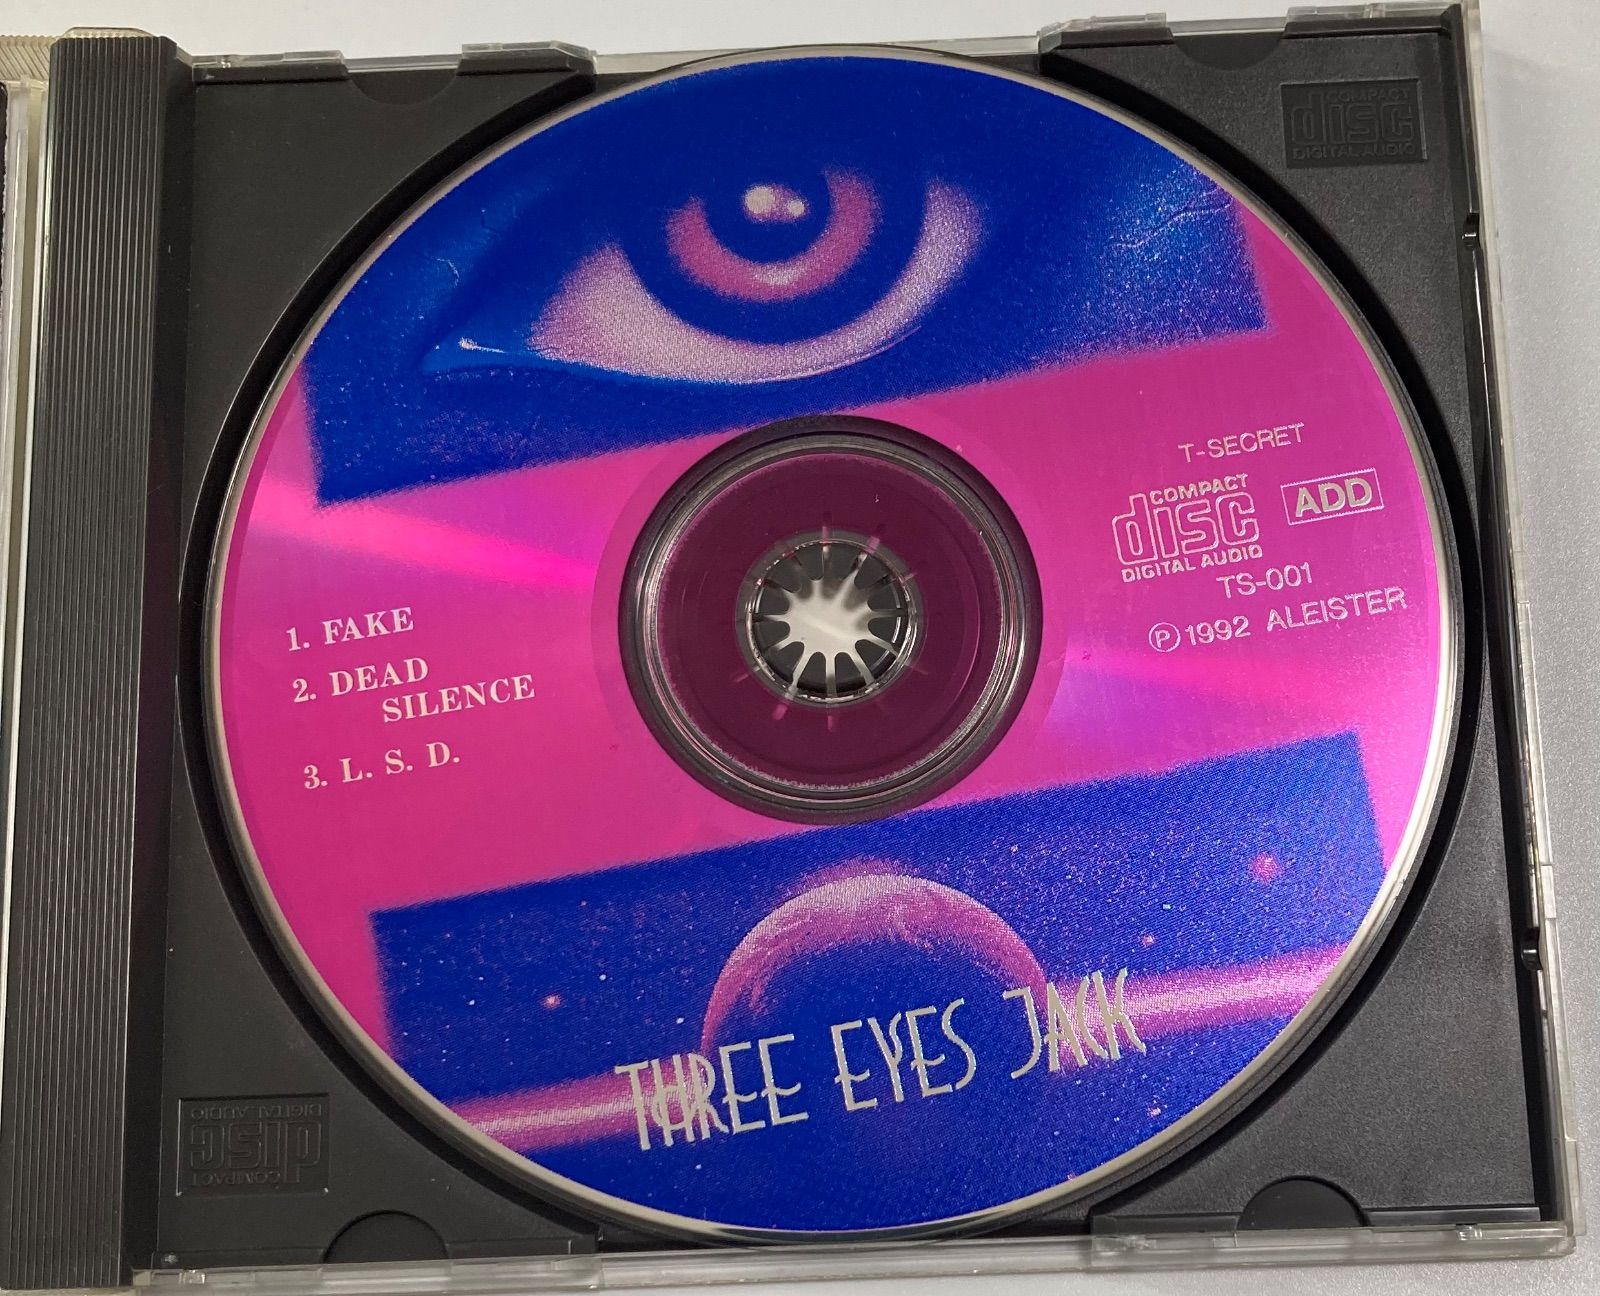 COMPACT
disc
DIGITAL AUDIO
T-SECRET
COMPACT
disc
DIGITAL AUDIO
ADD
TS-001
Ⓟ1992 ALEISTER
1. FAKE
2. DEAD
SILENCE
3. L. S. D.
THREE EYES JACK
COMPACT
disc
DIGITAL AUDIO